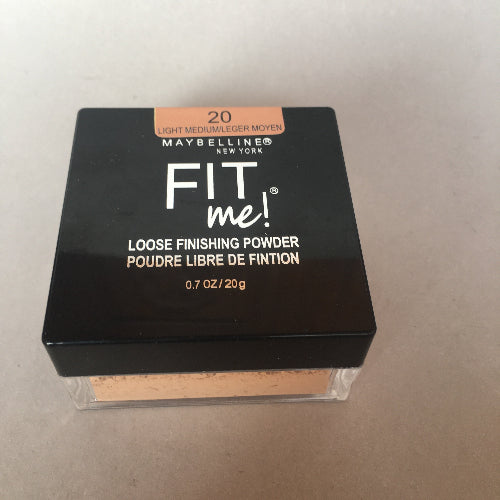 20
LIGHT MEDIUM/LEGER MOYEN
MAYBELLINE®
NEW YORK
FIT
me!®
LOOSE FINISHING POWDER
POUDRE LIBRE DE FINTION
0.7 OZ/20g